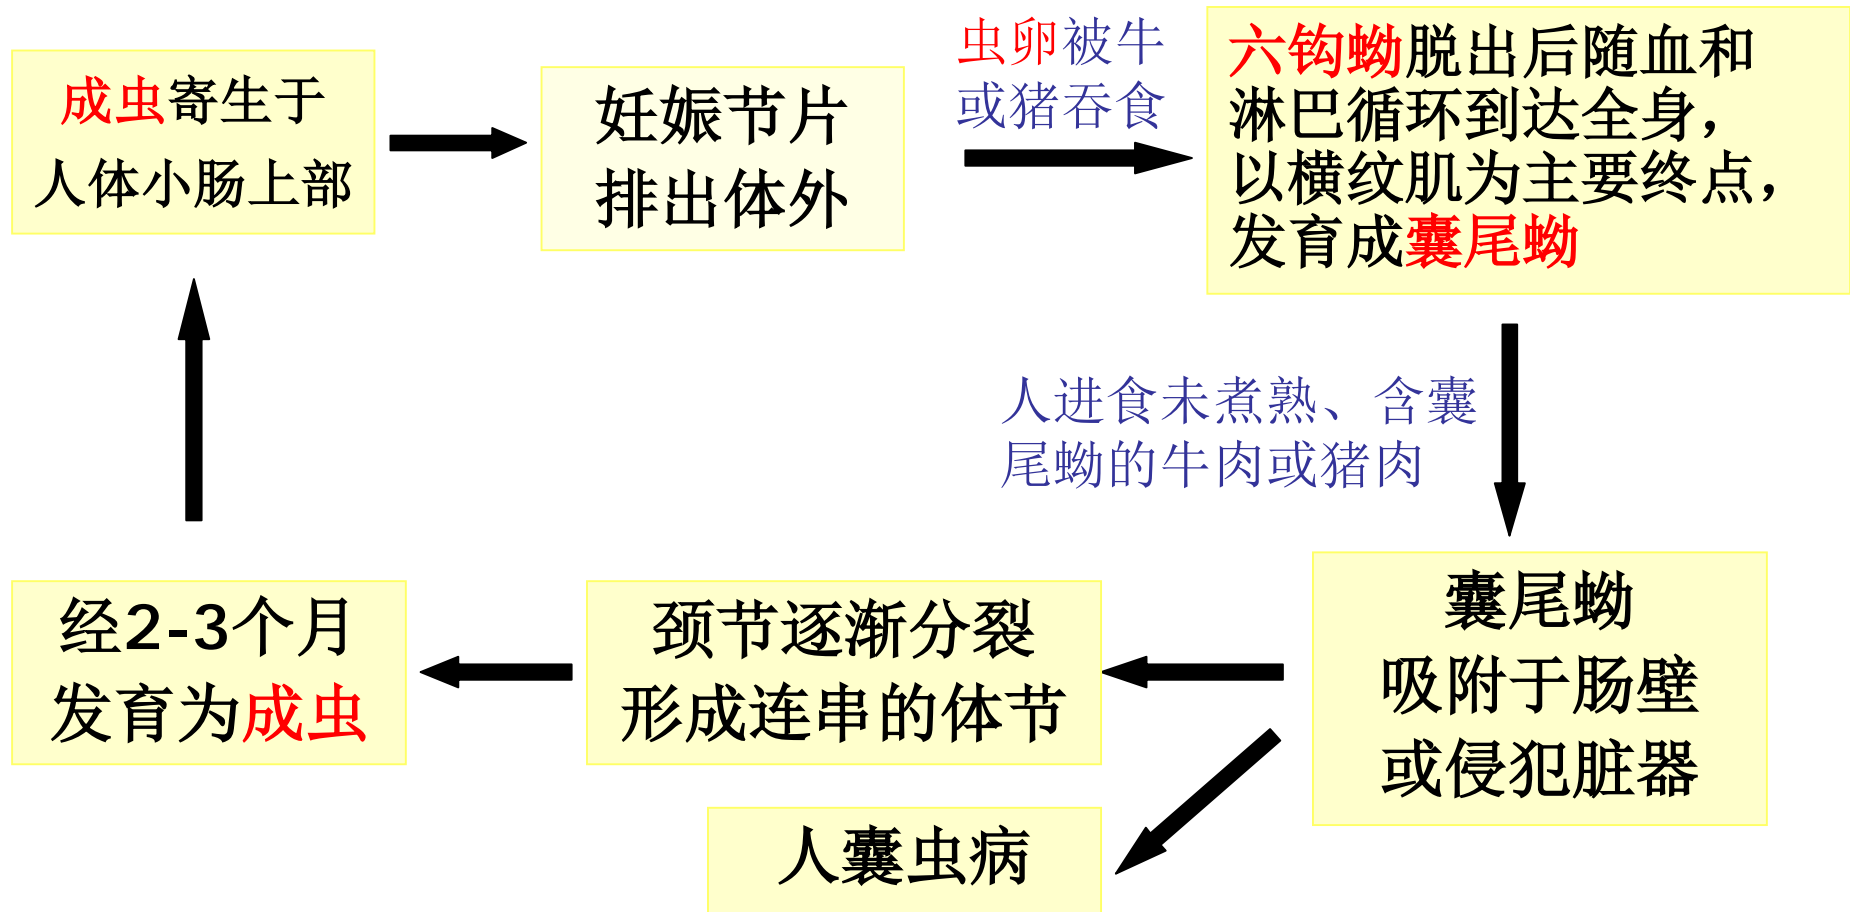 成虫寄生于
人体小肠上部
妊娠节片
排出体外
虫卵被牛
或猪吞食
六钩蚴脱出后随血和
淋巴循环到达全身，
以横纹肌为主要终点，
发育成囊尾蚴
人进食未煮熟、含囊
尾蚴的牛肉或猪肉
囊尾蚴
吸附于肠壁
或侵犯脏器
颈节逐渐分裂
形成连串的体节
经2-3个月
发育为成虫
人囊虫病